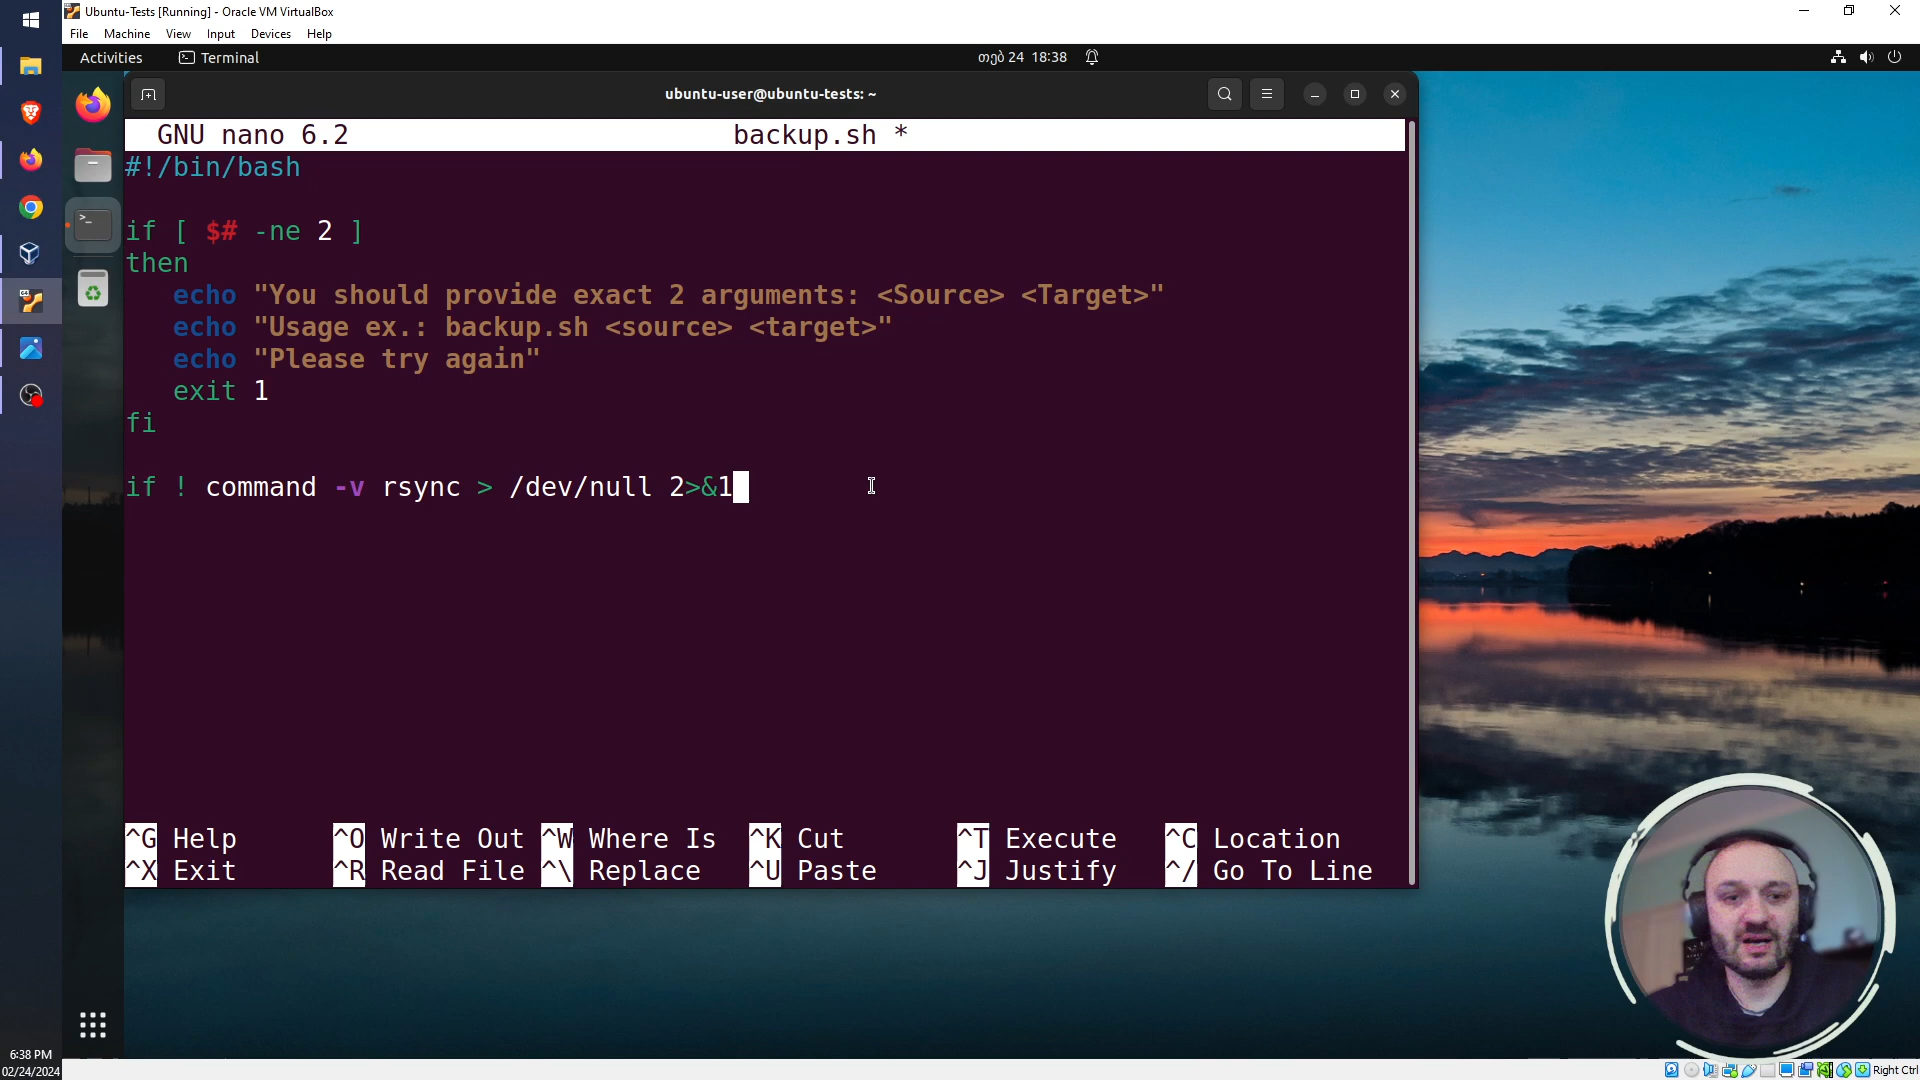 Ubuntu-Tests [Running] - Oracle VM VirtualBox
File Machine View Input Devices Help
Activities Terminal თებ 24 18:38
ubuntu-user@ubuntu-tests: ~
GNU nano 6.2 backup.sh *
#!/bin/bash
if [ $# -ne 2 ]
then
echo "You should provide exact 2 arguments: <Source> <Target>"
echo "Usage ex.: backup.sh <source> <target>"
echo "Please try again"
exit 1
fi
if ! command -v rsync > /dev/null 2>&1
^G Help ^O Write Out ^W Where Is ^K Cut ^T Execute ^C Location
^X Exit ^R Read File ^\ Replace ^U Paste ^J Justify ^/ Go To Line
6:38 PM
02/24/2024
Right Ctrl